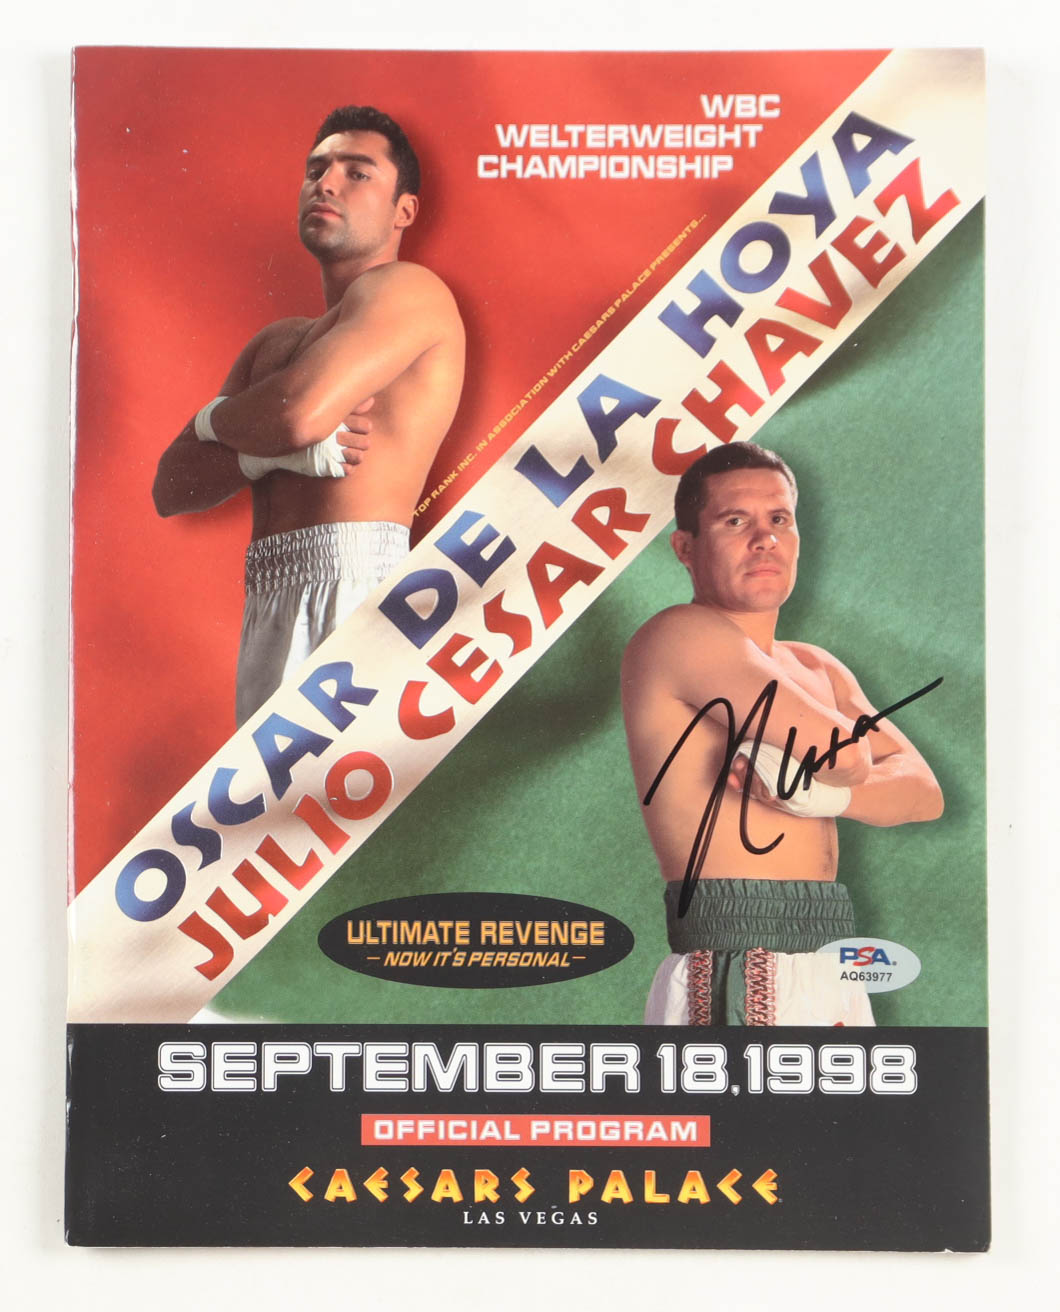 WBC
WELTERWEIGHT
CHAMPIONSHIP
TOP RANK INC. IN ASSOCIATION WITH CAESARS PALACE PRESENTS...
OSCAR DE LA HOYA
JULIO CESAR CHAVEZ
ULTIMATE REVENGE
–NOW IT'S PERSONAL–
PSA.
AQ63977
SEPTEMBER 18, 1998
OFFICIAL PROGRAM
CAESARS PALACE
LAS VEGAS